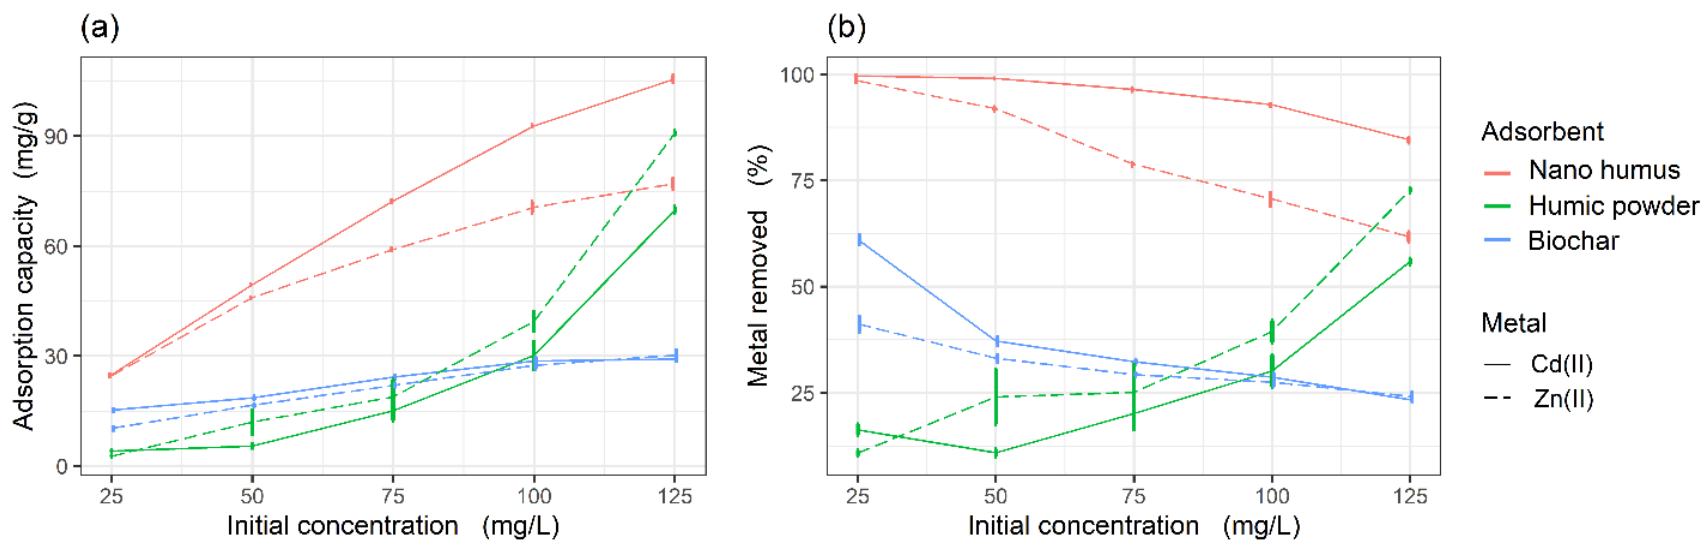 (a)
Adsorption capacity (mg/g)
90
60
30
0
25 50 75 100 125
Initial concentration (mg/L)
(b)
Metal removed (%)
100
75
50
25
25 50 75 100 125
Initial concentration (mg/L)
Adsorbent
Nano humus
Humic powder
Biochar
Metal
Cd(II)
Zn(II)